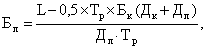 Бп = (L − 0,5×Тр×Бк(Дк+Дп)) / (Дп·Тр),